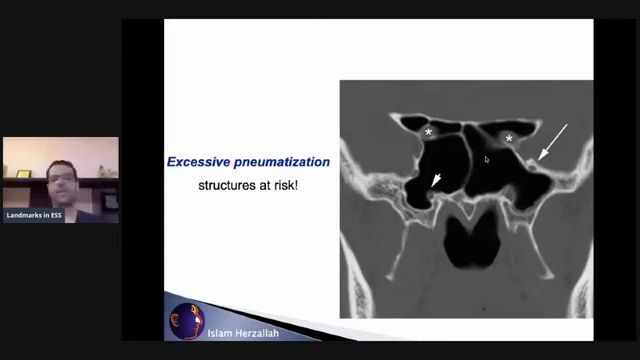 Excessive pneumatization
structures at risk!
*
*
Landmarks in ESS
Islam Herzallah